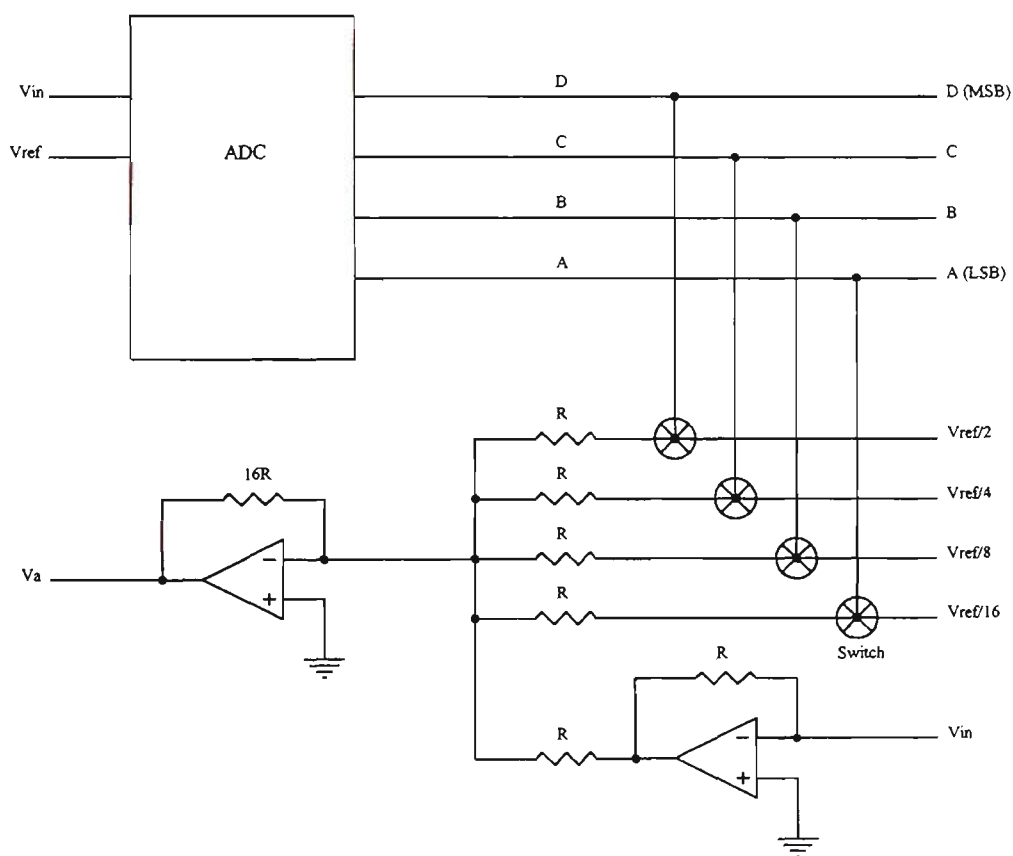 D
D (MSB)
Vin
C
C
Vref
ADC
B
B
A
A (LSB)
R
Vref/2
16R
R
Vref/4
R
Vref/8
Va
-
+
R
Vref/16
Switch
R
R
-
Vin
+